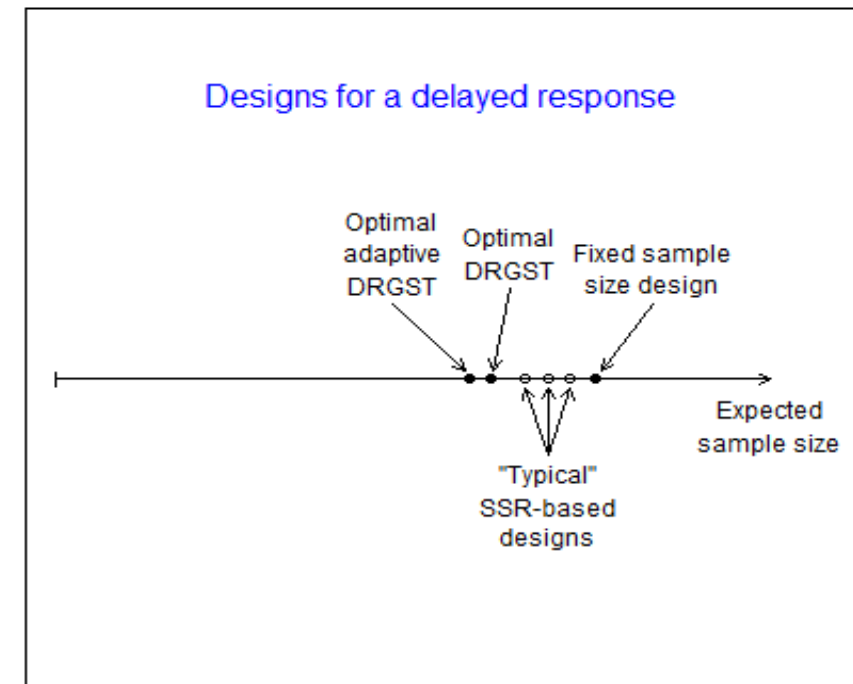 Designs for a delayed response
Optimal
adaptive
DRGST
Optimal
DRGST
Fixed sample
size design
Expected
sample size
"Typical"
SSR-based
designs